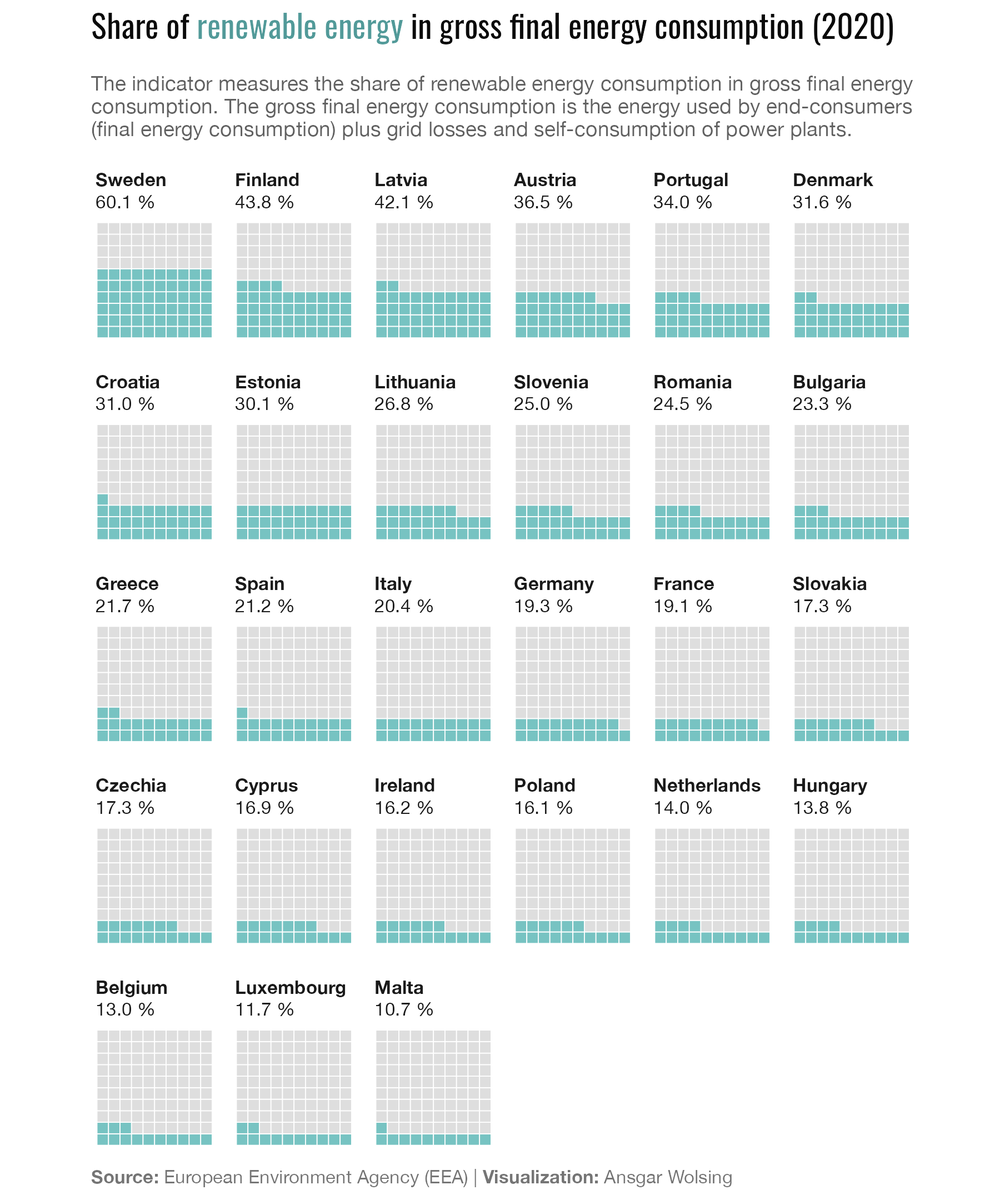 Share of renewable energy in gross final energy consumption (2020)
The indicator measures the share of renewable energy consumption in gross final energy
consumption. The gross final energy consumption is the energy used by end-consumers
(final energy consumption) plus grid losses and self-consumption of power plants.
Sweden Finland Latvia Austria Portugal Denmark
60.1 % 43.8 % 42.1 % 36.5 % 34.0 % 31.6 %
Croatia Estonia Lithuania Slovenia Romania Bulgaria
31.0 % 30.1 % 26.8 % 25.0 % 24.5 % 23.3 %
Greece Spain Italy Germany France Slovakia
21.7 % 21.2 % 20.4 % 19.3 % 19.1 % 17.3 %
Czechia Cyprus Ireland Poland Netherlands Hungary
17.3 % 16.9 % 16.2 % 16.1 % 14.0 % 13.8 %
Belgium Luxembourg Malta
13.0 % 11.7 % 10.7 %
Source: European Environment Agency (EEA) | Visualization: Ansgar Wolsing